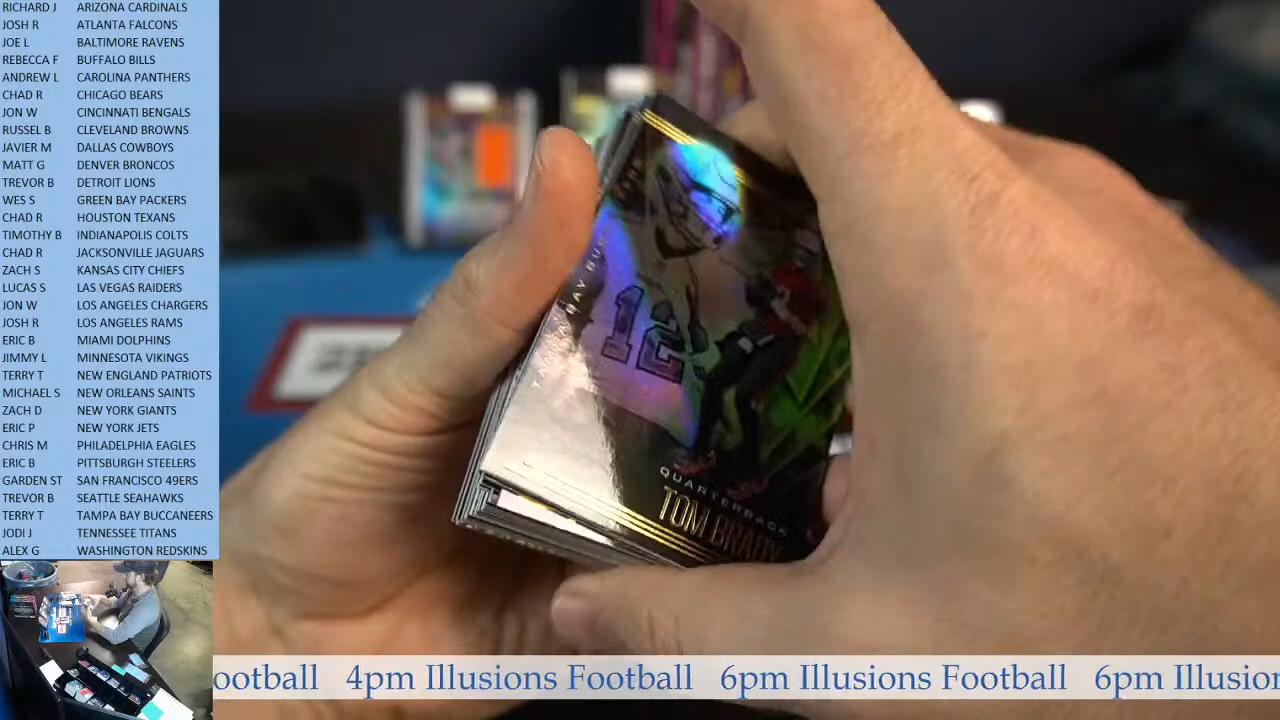 RICHARD J ARIZONA CARDINALS
JOSH R ATLANTA FALCONS
JOE L BALTIMORE RAVENS
REBECCA F BUFFALO BILLS
ANDREW L CAROLINA PANTHERS
CHAD R CHICAGO BEARS
JON W CINCINNATI BENGALS
RUSSEL B CLEVELAND BROWNS
JAVIER M DALLAS COWBOYS
MATT G DENVER BRONCOS
TREVOR B DETROIT LIONS
WES S GREEN BAY PACKERS
CHAD R HOUSTON TEXANS
TIMOTHY B INDIANAPOLIS COLTS
CHAD R JACKSONVILLE JAGUARS
ZACH S KANSAS CITY CHIEFS
LUCAS S LAS VEGAS RAIDERS
JON W LOS ANGELES CHARGERS
JOSH R LOS ANGELES RAMS
ERIC B MIAMI DOLPHINS
JIMMY L MINNESOTA VIKINGS
TERRY T NEW ENGLAND PATRIOTS
MICHAEL S NEW ORLEANS SAINTS
ZACH D NEW YORK GIANTS
ERIC P NEW YORK JETS
CHRIS M PHILADELPHIA EAGLES
ERIC B PITTSBURGH STEELERS
GARDEN ST SAN FRANCISCO 49ERS
TREVOR B SEATTLE SEAHAWKS
TERRY T TAMPA BAY BUCCANEERS
JODI J TENNESSEE TITANS
ALEX G WASHINGTON REDSKINS
12
QUARTERBACK
TOM BRADY
ootball 4pm Illusions Football 6pm Illusions Football 6pm Illusion